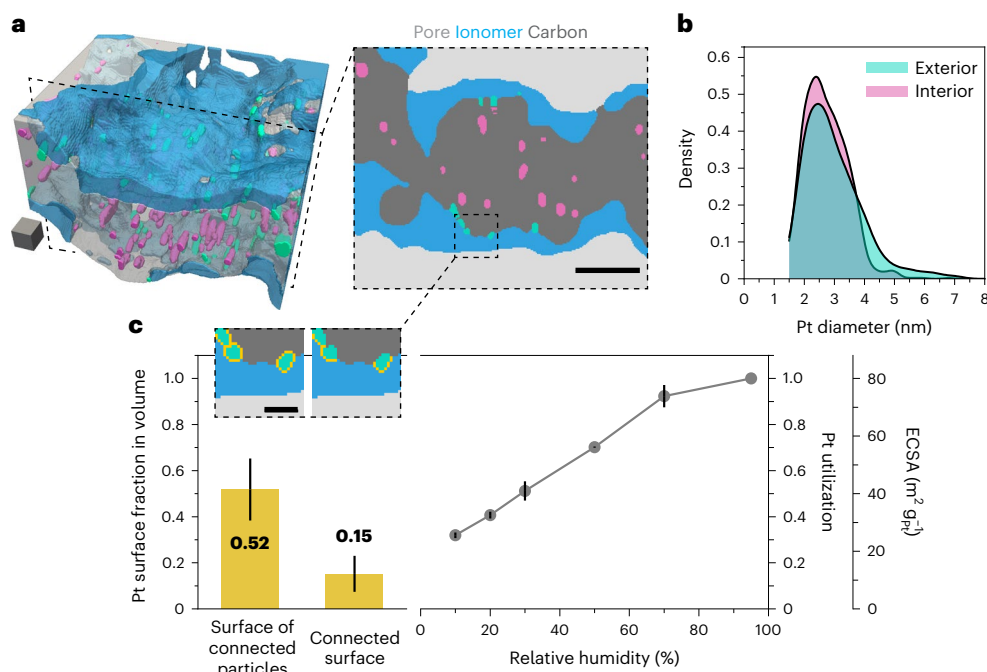 a
Pore Ionomer Carbon
b
Density
0.6
0.5
0.4
0.3
0.2
0.1
0
Exterior
Interior
0 1 2 3 4 5 6 7 8
Pt diameter (nm)
c
Pt surface fraction in volume
1.0
0.8
0.6
0.4
0.2
0
0.52
0.15
Surface of
connected
particles
Connected
surface
0 20 40 60 80 100
Relative humidity (%)
1.0
0.8
0.6
0.4
0.2
0
Pt utilization
80
60
40
20
0
ECSA (m² g⁻¹Pt)